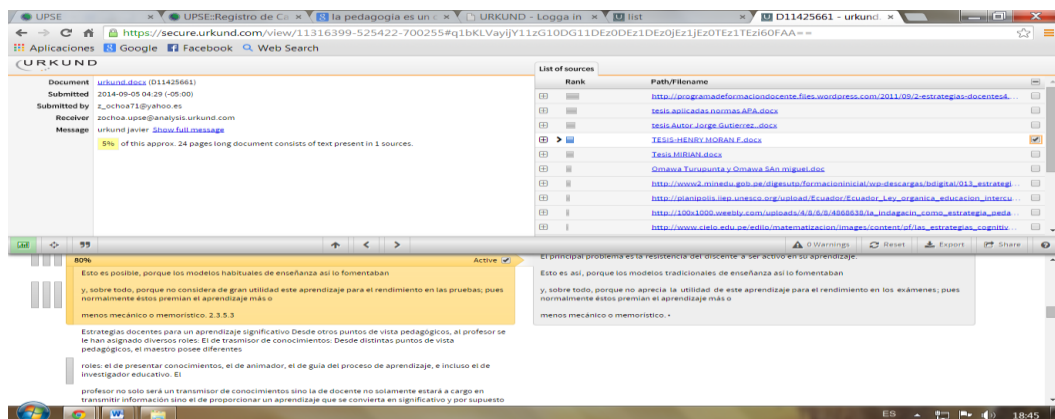 UPSE
UPSE::Registro de Ca
la pedagogia es un c
URKUND - Logga in
list
D11425661 - urkund.
https://secure.urkund.com/view/11316399-525422-700255#q1bKLVayijY11zG10DG11DEz0DEz1DEz0jEz1jEz0TEz1TEzi60FAA==
Aplicaciones Google Facebook Web Search
URKUND
Document urkund.docx (D11425661)
Submitted 2014-09-05 04:29 (-05:00)
Submitted by z_ochoa71@yahoo.es
Receiver zochoa.upse@analysis.urkund.com
Message urkund javier Show full message
5% of this approx. 24 pages long document consists of text present in 1 sources.
List of sources
Rank Path/Filename
http://programadeformaciondocente.files.wordpress.com/2011/09/2-estrategias-docentes4....
tesis aplicadas normas APA.docx
tesis Autor Jorge Gutierrez..docx
TESIS-HENRY MORAN F.docx
Tesis MIRIAN.docx
Omawa Turupunta y Omawa SAn miguel.doc
http://www2.minedu.gob.pe/digesutp/formacioninicial/wp-descargas/bdigital/013_estrategi...
http://planipolis.iiep.unesco.org/upload/Ecuador/Ecuador_Ley_organica_educacion_intercu...
http://100x1000.weebly.com/uploads/4/8/6/8/4868638/la_indagacin_como_estrategia_peda...
http://www.cielo.edu.pe/edilo/matematizacion/images/content/pf/las_estrategias_cognitiv...
0 Warnings Reset Export Share
80% Active
Esto es posible, porque los modelos habituales de enseñanza asi lo fomentaban
y, sobre todo, porque no considera de gran utilidad este aprendizaje para el rendimiento en las pruebas; pues
normalmente éstos premian el aprendizaje más o
menos mecánico o memorístico. 2.3.5.3
Estrategias docentes para un aprendizaje significativo Desde otros puntos de vista pedagógicos, al profesor se
le han asignado diversos roles: El de trasmisor de conocimientos: Desde distintas puntos de vista
pedagógicos, el maestro posee diferentes
roles: el de presentar conocimientos, el de animador, el de guía del proceso de aprendizaje, e incluso el de
investigador educativo. El
profesor no solo será un transmisor de conocimientos sino la de docente no solamente estará a cargo en
transmitir información sino el de proporcionar un aprendizaje que se convierta en significativo y por supuesto
El principal problema es la resistencia del discente a ser activo en su aprendizaje.
Esto es así, porque los modelos tradicionales de enseñanza así lo fomentaban
y, sobre todo, porque no aprecia la utilidad de este aprendizaje para el rendimiento en los exámenes; pues
normalmente éstos premian el aprendizaje más o
menos mecánico o memorístico.
ES 18:45